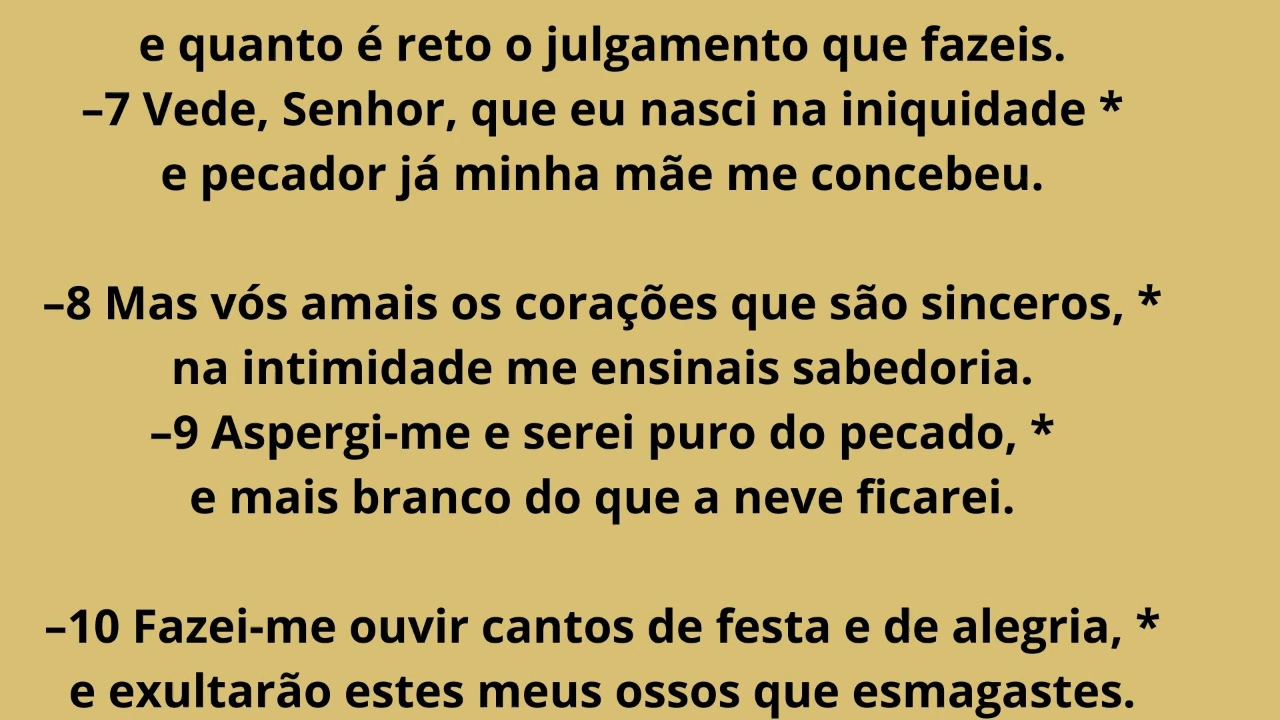 e quanto é reto o julgamento que fazeis.
–7 Vede, Senhor, que eu nasci na iniquidade *
e pecador já minha mãe me concebeu.
–8 Mas vós amais os corações que são sinceros, *
na intimidade me ensinais sabedoria.
–9 Aspergi-me e serei puro do pecado, *
e mais branco do que a neve ficarei.
–10 Fazei-me ouvir cantos de festa e de alegria, *
e exultarão estes meus ossos que esmagastes.